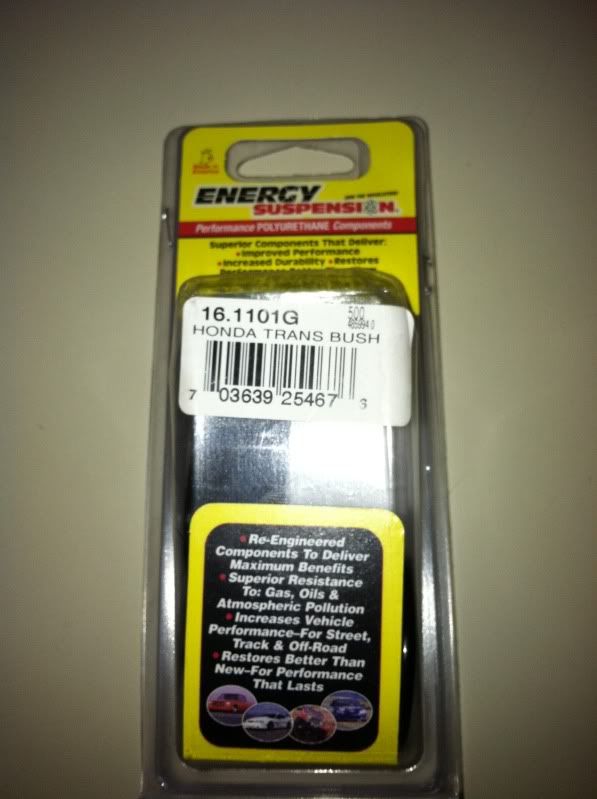 ENERGY
SUSPENSION
Performance POLYURETHANE Components
Superior Components That Deliver:
•Improved Performance
•Increased Durability •Restores
16.1101G
500
HONDA TRANS BUSH
7 03639 25467
•Re-Engineered
Components To Deliver
Maximum Benefits
•Superior Resistance
To: Gas, Oils &
Atmospheric Pollution
•Increases Vehicle
Performance–For Street,
Track & Off-Road
•Restores Better Than
New–For Performance
That Lasts